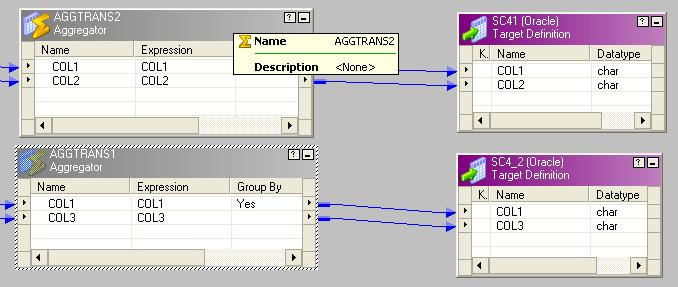 AGGTRANS2
Aggregator
Name Expression
COL1 COL1
COL2 COL2
Name AGGTRANS2
Description <None>
SC41 (Oracle)
Target Definition
K. Name Datatype
COL1 char
COL2 char
AGGTRANS1
Aggregator
Name Expression Group By
COL1 COL1 Yes
COL3 COL3
SC4_2 (Oracle)
Target Definition
K. Name Datatype
COL1 char
COL3 char